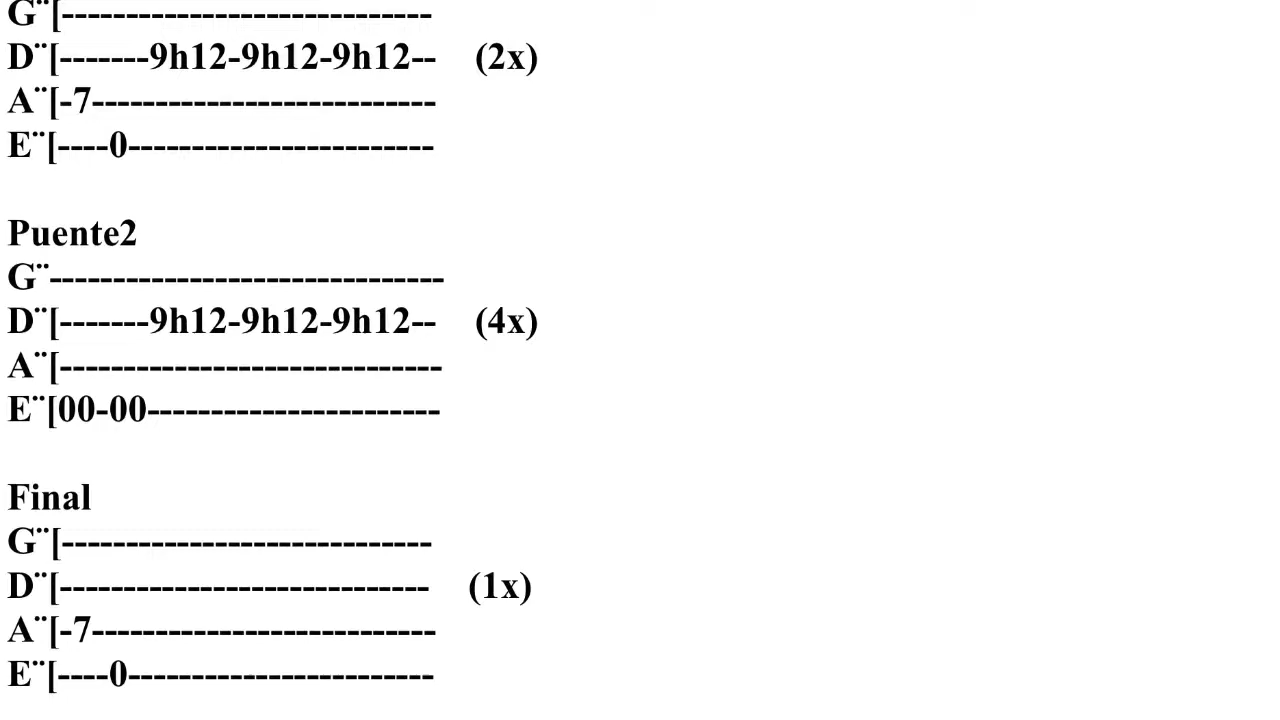 G¨[-----------------------------
D¨[-------9h12-9h12-9h12-- (2x)
A¨[-7---------------------------
E¨[----0------------------------
Puente2
G¨-------------------------------
D¨[-------9h12-9h12-9h12-- (4x)
A¨[------------------------------
E¨[00-00-----------------------
Final
G¨[-----------------------------
D¨[----------------------------- (1x)
A¨[-7---------------------------
E¨[----0------------------------